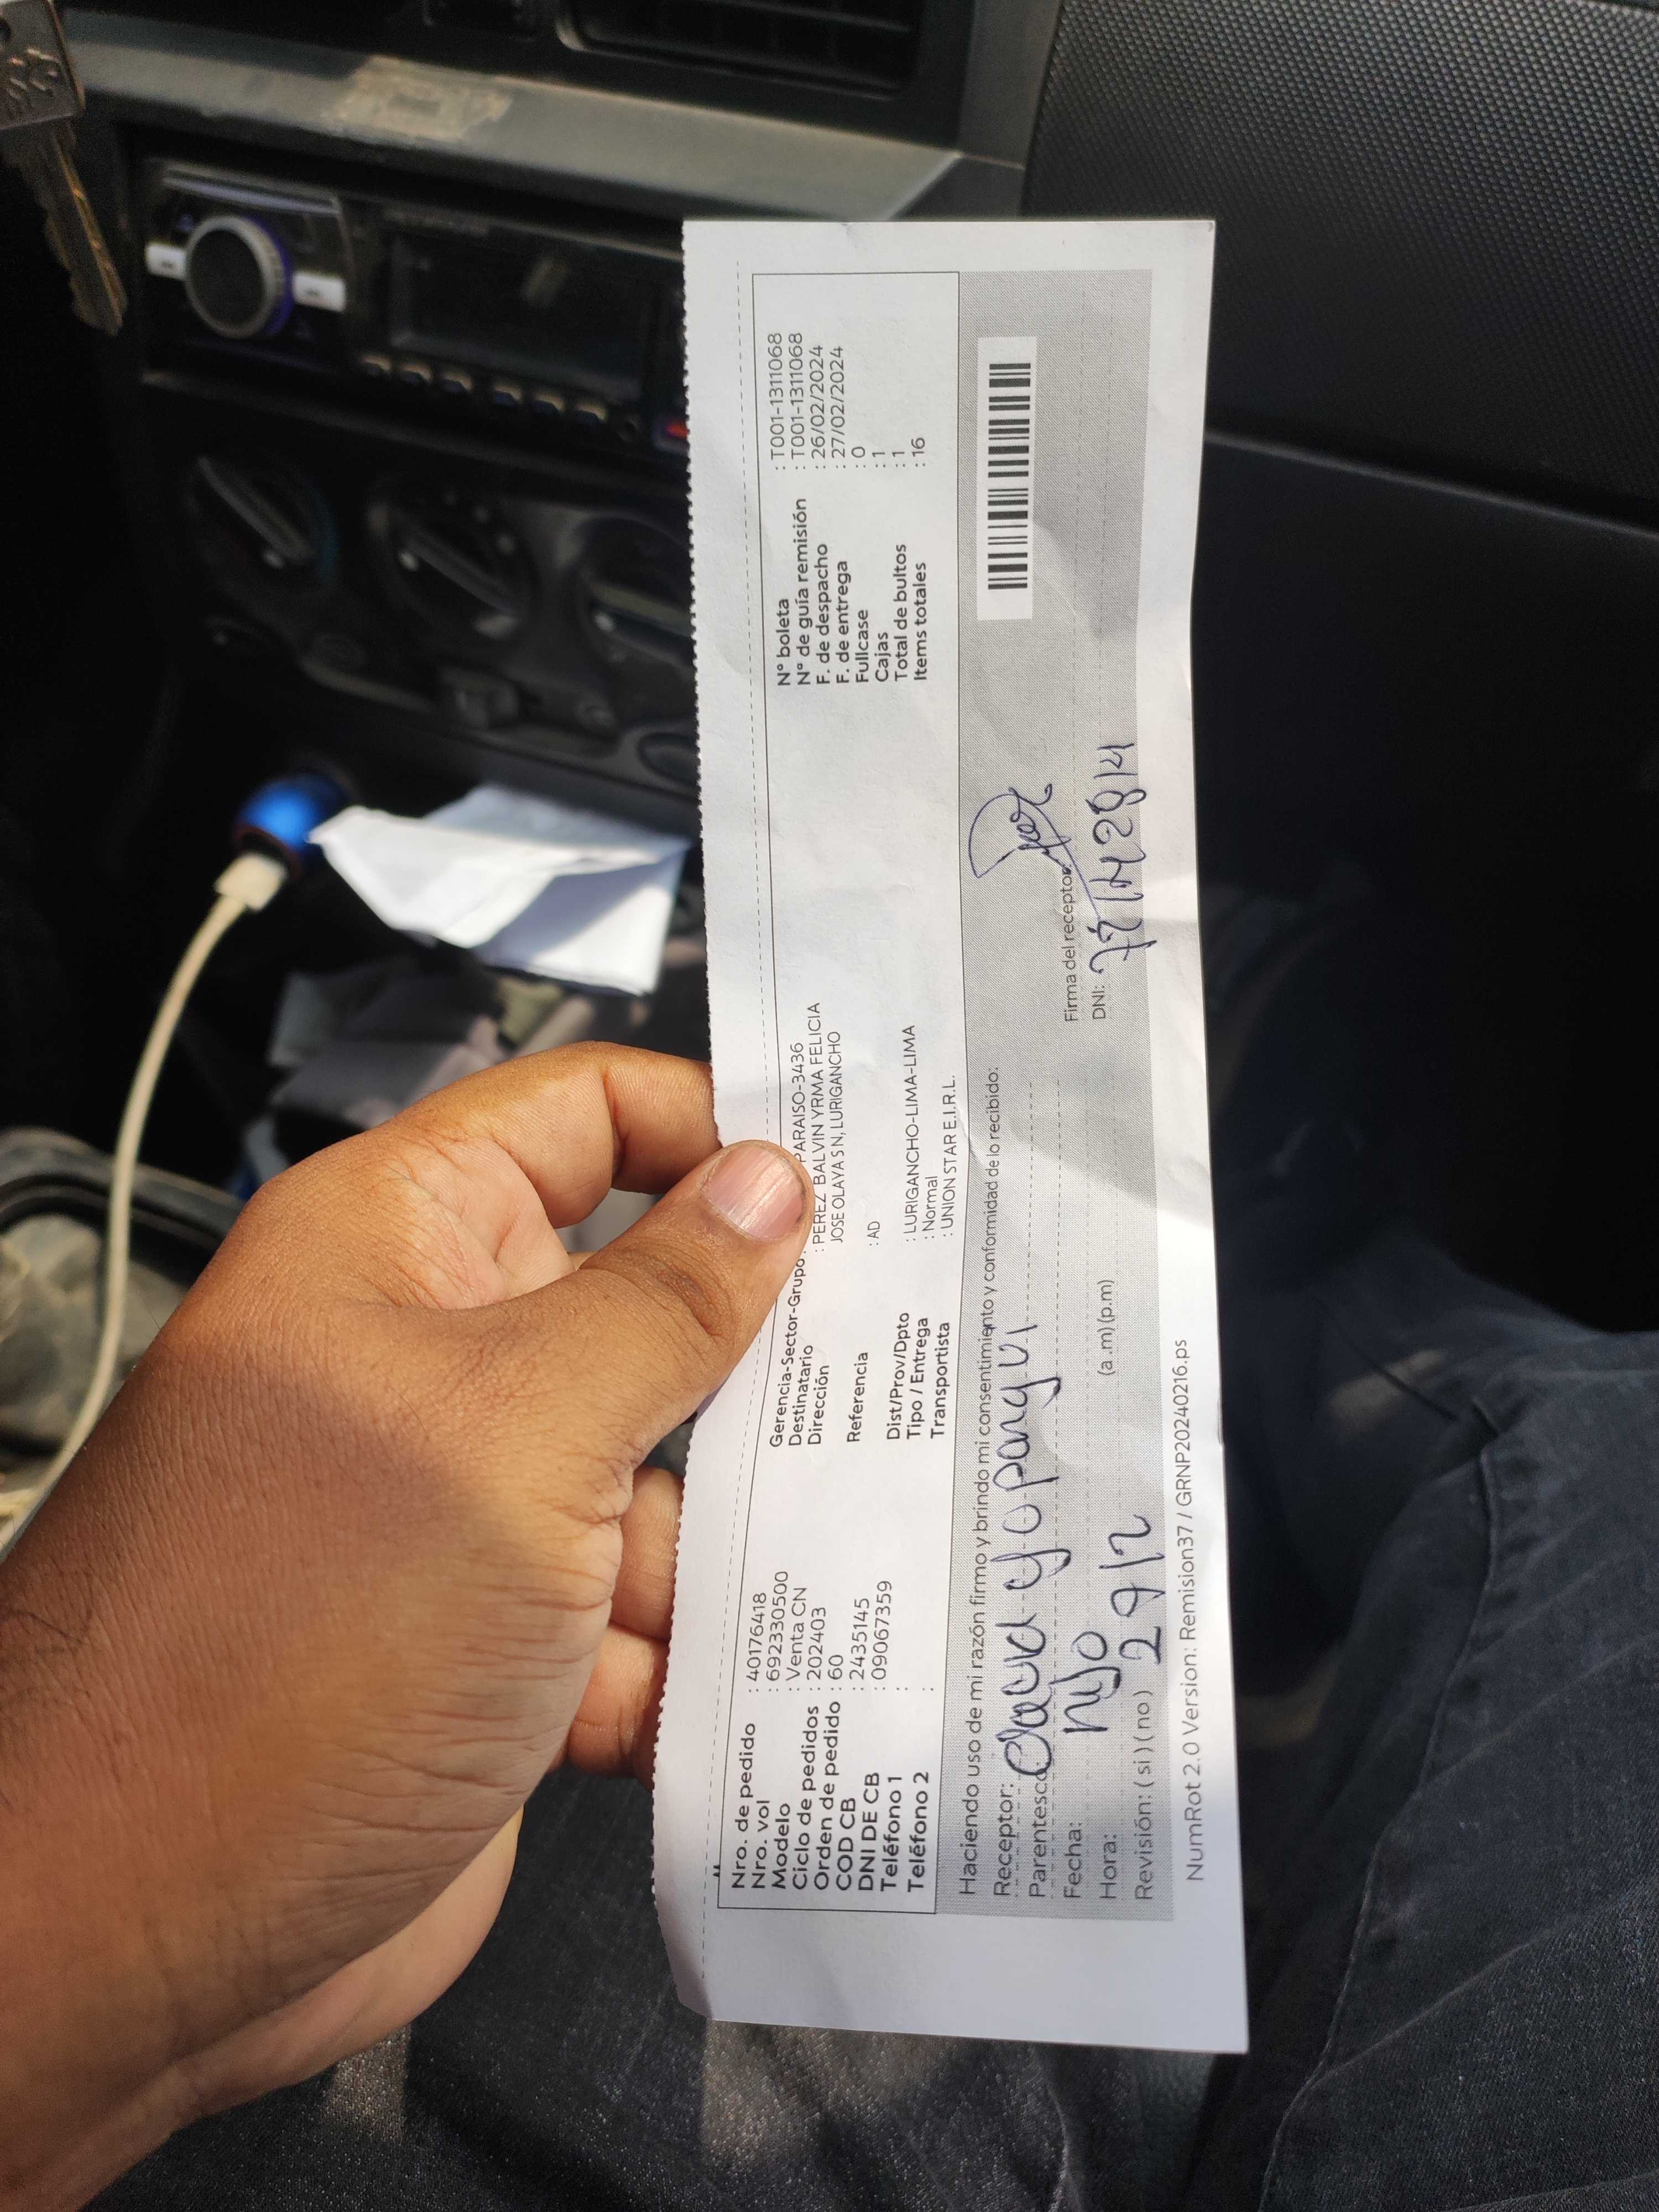 Nro. de pedido : 40176418
Nro. vol : 692330500
Modelo : Venta CN
Ciclo de pedidos : 202403
Orden de pedido : 60
COD CB : 2435145
DNI DE CB : 09067359
Teléfono 1 :
Teléfono 2 :
Gerencia-Sector-Grupo : PARAISO-3436
Destinatario : PEREZ BALVIN YRMA FELICIA
Dirección JOSE OLAYA S N, LURIGANCHO
Referencia : AD
Dist/Prov/Dpto : LURIGANCHO-LIMA-LIMA
Tipo / Entrega : Normal
Transportista : UNION STAR E.I.R.L.
N° boleta : T001-1311068
N° de guía remisión : T001-1311068
F. de despacho : 26/02/2024
F. de entrega : 27/02/2024
Fullcase : 0
Cajas : 1
Total de bultos : 1
Items totales : 16
Haciendo uso de mi razón firmo y brindo mi consentimiento y conformidad de lo recibido:
Receptor: yopanqui
Parentesco: hijo
Fecha:
Hora: (a .m) (p.m)
Revisión: ( si ) ( no )
Firma del receptor:
DNI:
NumRot 2.0 Version: Remision37 / GRNP20240216.ps